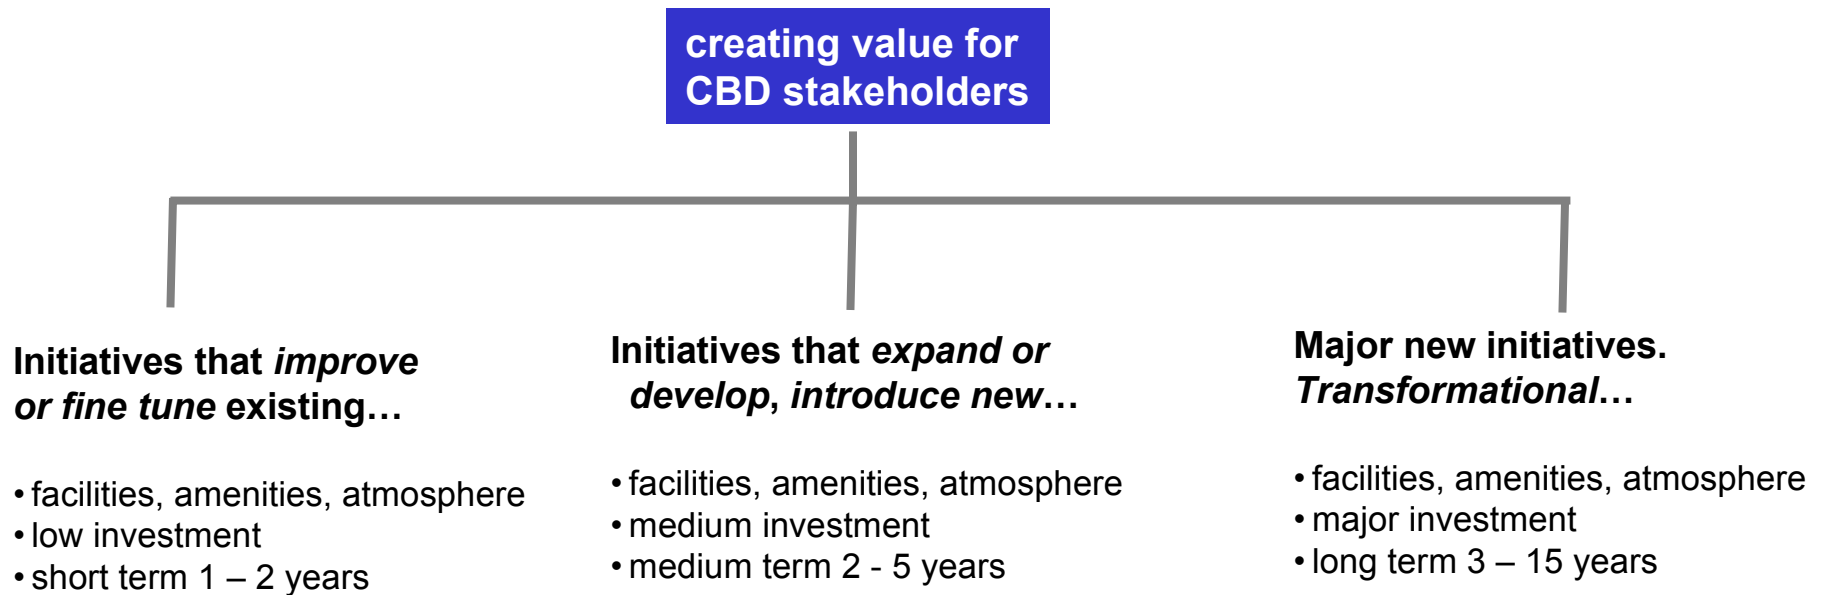 creating value for
CBD stakeholders
Initiatives that improve
or fine tune existing…
• facilities, amenities, atmosphere
• low investment
• short term 1 – 2 years
Initiatives that expand or
develop, introduce new…
• facilities, amenities, atmosphere
• medium investment
• medium term 2 - 5 years
Major new initiatives.
Transformational…
• facilities, amenities, atmosphere
• major investment
• long term 3 – 15 years